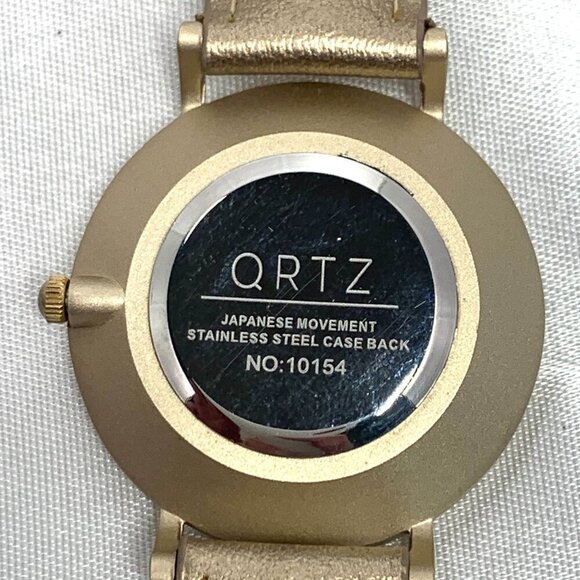 QRTZ
JAPANESE MOVEMENT
STAINLESS STEEL CASE BACK
NO:10154